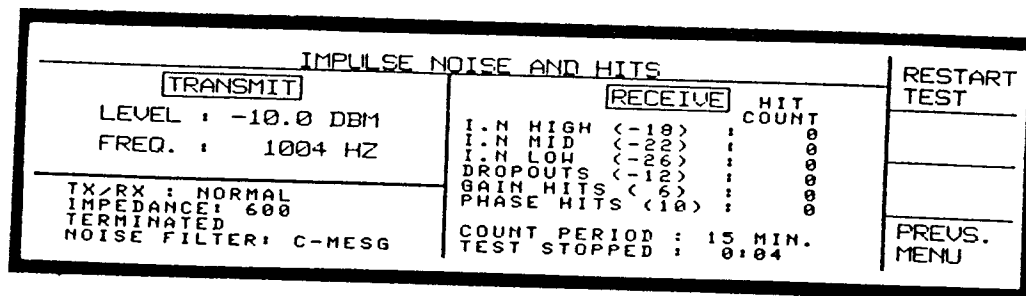 IMPULSE NOISE AND HITS
TRANSMIT
LEVEL : -10.0 DBM
FREQ. : 1004 HZ
TX/RX : NORMAL
IMPEDANCE: 600
TERMINATED
NOISE FILTER: C-MESG
RECEIVE HIT
COUNT
I.N HIGH (-18) : 0
I.N MID (-22) : 0
I.N LOW (-26) : 0
DROPOUTS (-12) : 0
GAIN HITS ( 6) : 0
PHASE HITS (10) : 0
COUNT PERIOD : 15 MIN.
TEST STOPPED : 0:04
RESTART
TEST
PREVS.
MENU